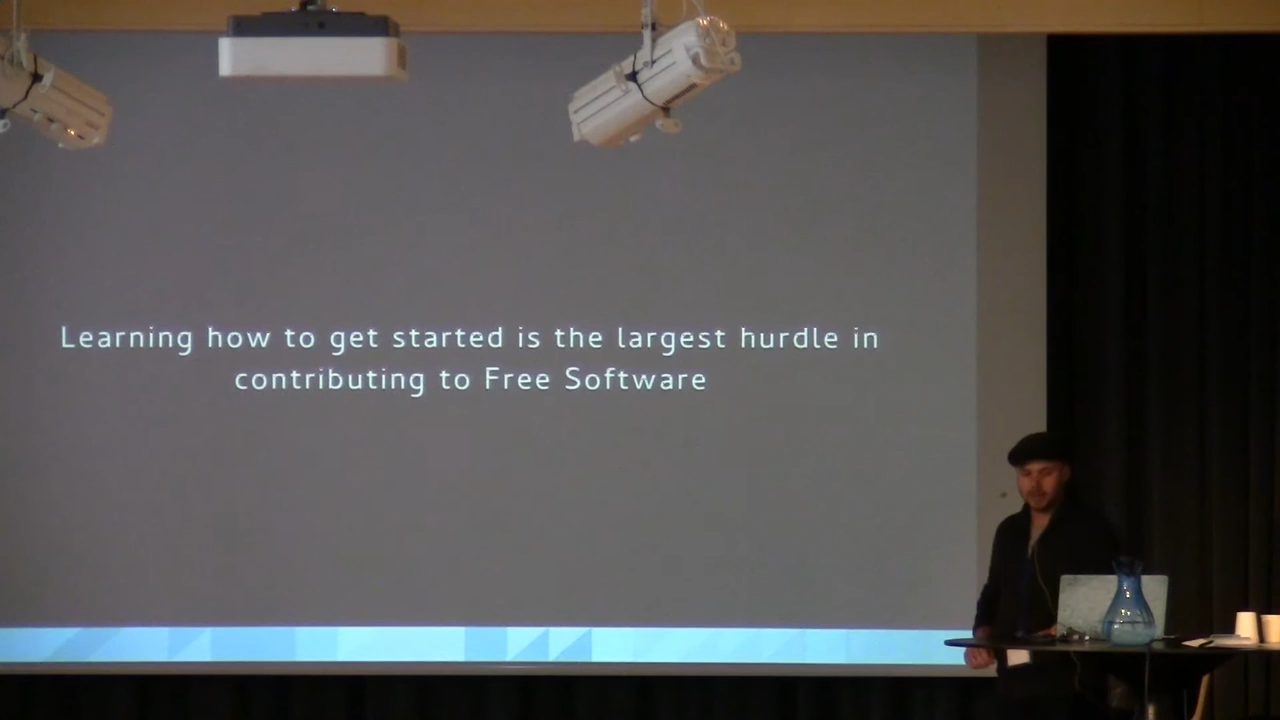 Learning how to get started is the largest hurdle in
contributing to Free Software